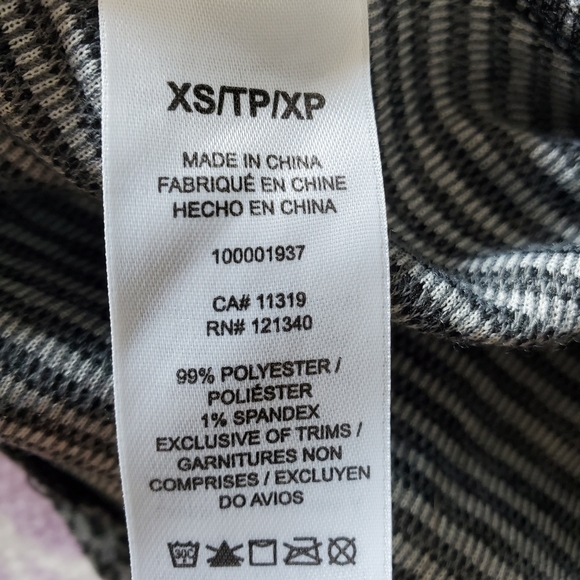 XS/TP/XP
MADE IN CHINA
FABRIQUÉ EN CHINE
HECHO EN CHINA
100001937
CA# 11319
RN# 121340
99% POLYESTER /
POLIÉSTER
1% SPANDEX
EXCLUSIVE OF TRIMS /
GARNITURES NON
COMPRISES / EXCLUYEN
DO AVIOS
30C